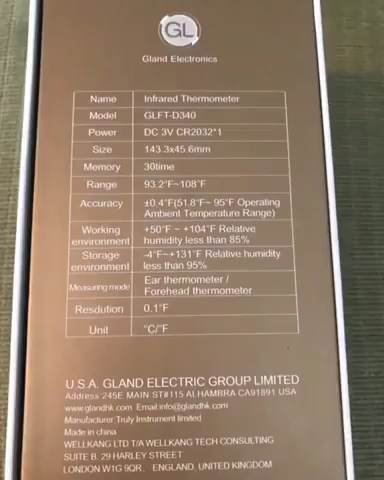 GL
Gland Electronics
Name Infrared Thermometer
Model GLFT-D340
Power DC 3V CR2032*1
Size 143.3x45.6mm
Memory 30time
Range 93.2°F~108°F
Accuracy ±0.4°F(51.8°F~ 95°F Operating
Ambient Temperature Range)
Working +50°F ~ +104°F Relative
environment humidity less than 85%
Storage -4°F~+131°F Relative humidity
environment less than 95%
Measuring mode Ear thermometer /
Forehead thermometer
Resdution 0.1°F
Unit °C/°F
U.S.A. GLAND ELECTRIC GROUP LIMITED
Address 245E MAIN ST#115 ALHAMBRA CA91891 USA
www.glandhk.com Email:info@glandhk.com
Manufacturer Truly Instrument limited
Made in china
WELLKANG LTD T/A WELLKANG TECH CONSULTING
SUITE B. 29 HARLEY STREET
LONDON W1G 9QR, ENGLAND, UNITED KINGDOM